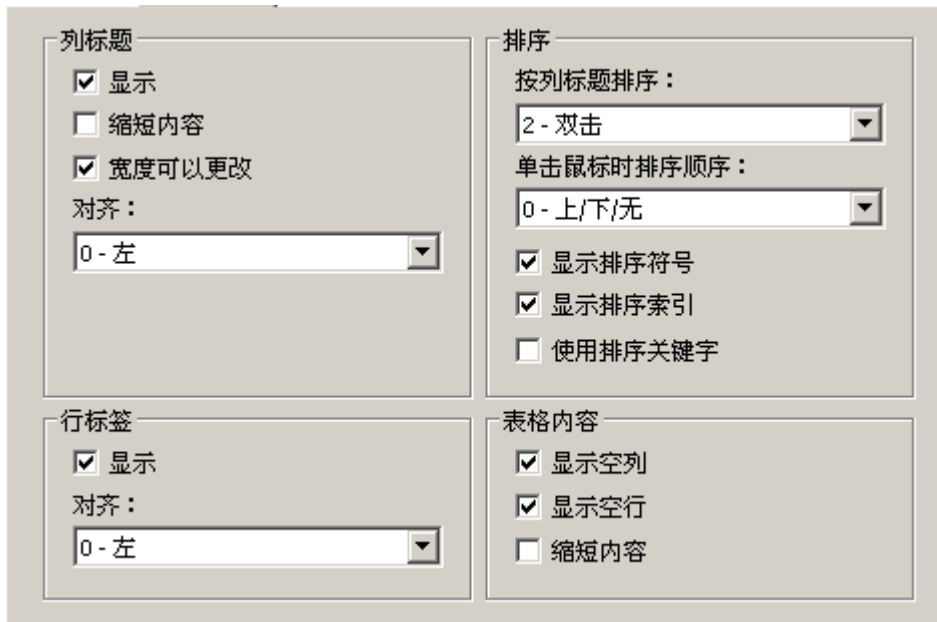 列标题
显示
缩短内容
宽度可以更改
对齐：
0 - 左
排序
按列标题排序：
2 - 双击
单击鼠标时排序顺序：
0 - 上/下/无
显示排序符号
显示排序索引
使用排序关键字
行标签
显示
对齐：
0 - 左
表格内容
显示空列
显示空行
缩短内容